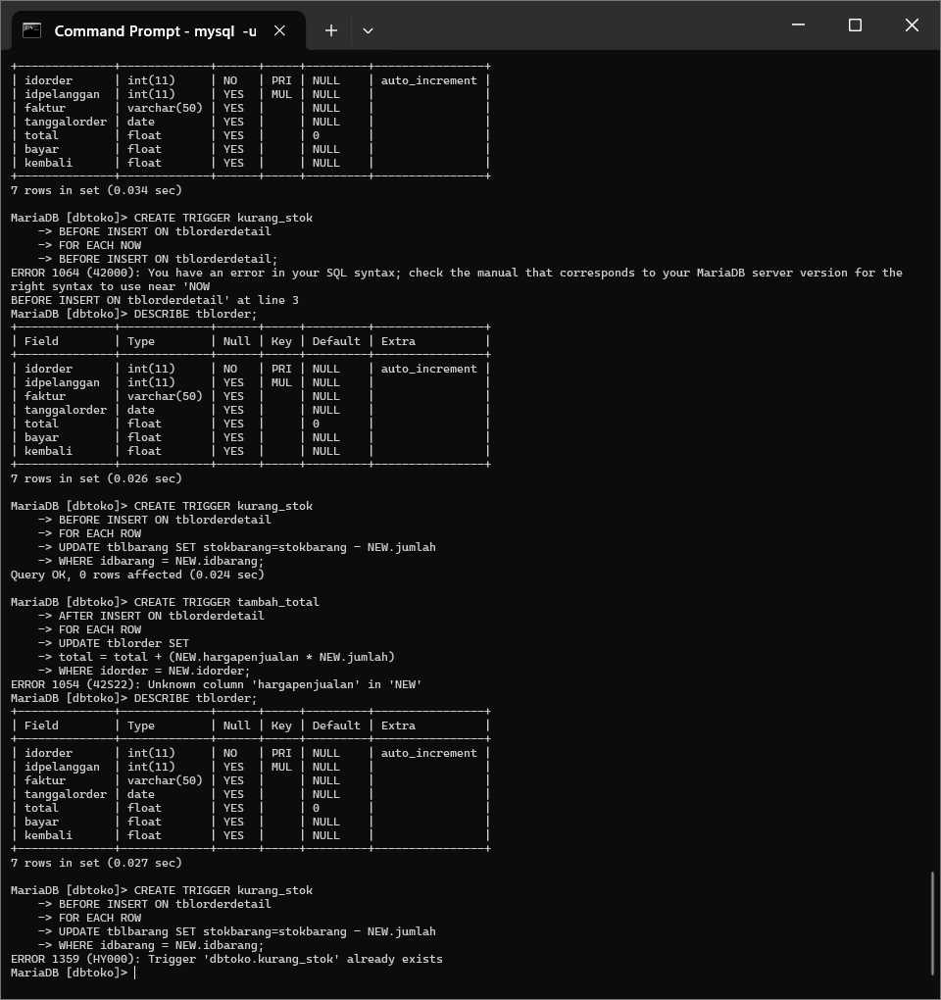 Command Prompt - mysql  -u
+--------------+-------------+------+-----+---------+----------------+
| idorder      | int(11)     | NO   | PRI | NULL    | auto_increment |
| idpelanggan  | int(11)     | YES  | MUL | NULL    |                |
| faktur       | varchar(50) | YES  |     | NULL    |                |
| tanggalorder | date        | YES  |     | NULL    |                |
| total        | float       | YES  |     | 0       |                |
| bayar        | float       | YES  |     | NULL    |                |
| kembali      | float       | YES  |     | NULL    |                |
+--------------+-------------+------+-----+---------+----------------+
7 rows in set (0.034 sec)

MariaDB [dbtoko]> CREATE TRIGGER kurang_stok
    -> BEFORE INSERT ON tblorderdetail
    -> FOR EACH NOW
    -> BEFORE INSERT ON tblorderdetail;
ERROR 1064 (42000): You have an error in your SQL syntax; check the manual that corresponds to your MariaDB server version for the
right syntax to use near 'NOW
BEFORE INSERT ON tblorderdetail' at line 3
MariaDB [dbtoko]> DESCRIBE tblorder;
+--------------+-------------+------+-----+---------+----------------+
| Field        | Type        | Null | Key | Default | Extra          |
+--------------+-------------+------+-----+---------+----------------+
| idorder      | int(11)     | NO   | PRI | NULL    | auto_increment |
| idpelanggan  | int(11)     | YES  | MUL | NULL    |                |
| faktur       | varchar(50) | YES  |     | NULL    |                |
| tanggalorder | date        | YES  |     | NULL    |                |
| total        | float       | YES  |     | 0       |                |
| bayar        | float       | YES  |     | NULL    |                |
| kembali      | float       | YES  |     | NULL    |                |
+--------------+-------------+------+-----+---------+----------------+
7 rows in set (0.026 sec)

MariaDB [dbtoko]> CREATE TRIGGER kurang_stok
    -> BEFORE INSERT ON tblorderdetail
    -> FOR EACH ROW
    -> UPDATE tblbarang SET stokbarang=stokbarang - NEW.jumlah
    -> WHERE idbarang = NEW.idbarang;
Query OK, 0 rows affected (0.024 sec)

MariaDB [dbtoko]> CREATE TRIGGER tambah_total
    -> AFTER INSERT ON tblorderdetail
    -> FOR EACH ROW
    -> UPDATE tblorder SET
    -> total = total + (NEW.hargapenjualan * NEW.jumlah)
    -> WHERE idorder = NEW.idorder;
ERROR 1054 (42S22): Unknown column 'hargapenjualan' in 'NEW'
MariaDB [dbtoko]> DESCRIBE tblorder;
+--------------+-------------+------+-----+---------+----------------+
| Field        | Type        | Null | Key | Default | Extra          |
+--------------+-------------+------+-----+---------+----------------+
| idorder      | int(11)     | NO   | PRI | NULL    | auto_increment |
| idpelanggan  | int(11)     | YES  | MUL | NULL    |                |
| faktur       | varchar(50) | YES  |     | NULL    |                |
| tanggalorder | date        | YES  |     | NULL    |                |
| total        | float       | YES  |     | 0       |                |
| bayar        | float       | YES  |     | NULL    |                |
| kembali      | float       | YES  |     | NULL    |                |
+--------------+-------------+------+-----+---------+----------------+
7 rows in set (0.027 sec)

MariaDB [dbtoko]> CREATE TRIGGER kurang_stok
    -> BEFORE INSERT ON tblorderdetail
    -> FOR EACH ROW
    -> UPDATE tblbarang SET stokbarang=stokbarang - NEW.jumlah
    -> WHERE idbarang = NEW.idbarang;
ERROR 1359 (HY000): Trigger 'dbtoko.kurang_stok' already exists
MariaDB [dbtoko]>